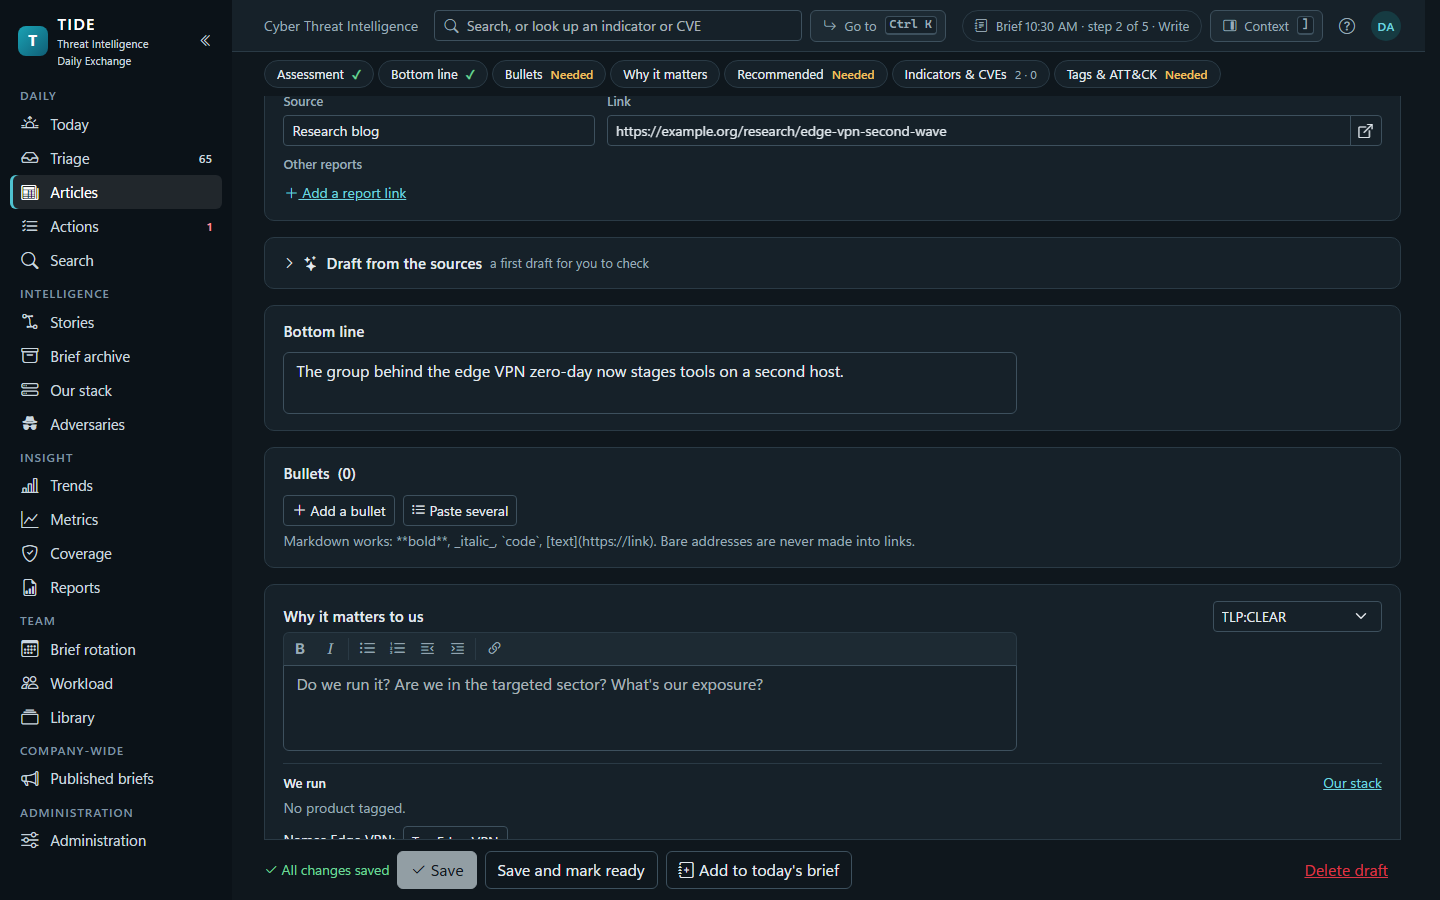 T
TIDE
Threat Intelligence
Daily Exchange
DAILY
Today
Triage 65
Articles
Actions 1
Search
INTELLIGENCE
Stories
Brief archive
Our stack
Adversaries
INSIGHT
Trends
Metrics
Coverage
Reports
TEAM
Brief rotation
Workload
Library
COMPANY-WIDE
Published briefs
ADMINISTRATION
Administration
Cyber Threat Intelligence
Search, or look up an indicator or CVE
Go to Ctrl K
Brief 10:30 AM · step 2 of 5 · Write
Context ]
?
DA
Assessment ✓
Bottom line ✓
Bullets Needed
Why it matters
Recommended Needed
Indicators & CVEs 2 · 0
Tags & ATT&CK Needed
Source
Link
Research blog
https://example.org/research/edge-vpn-second-wave
Other reports
+ Add a report link
Draft from the sources a first draft for you to check
Bottom line
The group behind the edge VPN zero-day now stages tools on a second host.
Bullets (0)
+ Add a bullet
Paste several
Markdown works: **bold**, _italic_, `code`, [text](https://link). Bare addresses are never made into links.
Why it matters to us
TLP:CLEAR
B I
Do we run it? Are we in the targeted sector? What's our exposure?
We run
Our stack
No product tagged.
Names Edge VPN: Tag Edge VPN
✓ All changes saved
✓ Save
Save and mark ready
Add to today's brief
Delete draft